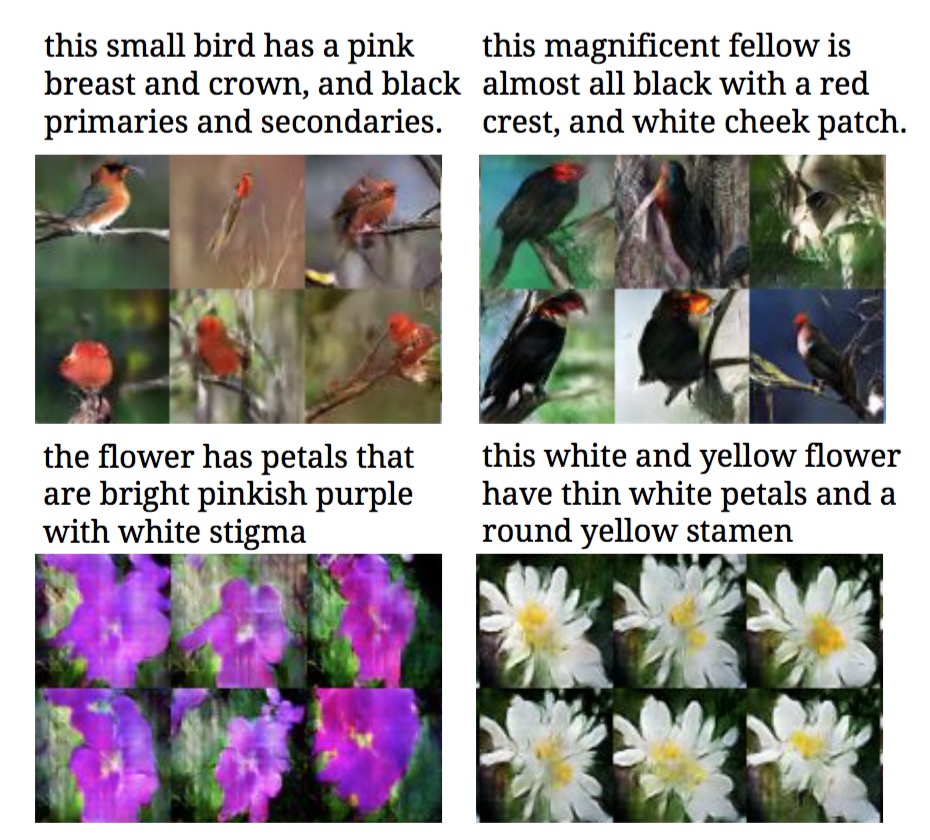 this small bird has a pink
breast and crown, and black
primaries and secondaries.
this magnificent fellow is
almost all black with a red
crest, and white cheek patch.
the flower has petals that
are bright pinkish purple
with white stigma
this white and yellow flower
have thin white petals and a
round yellow stamen